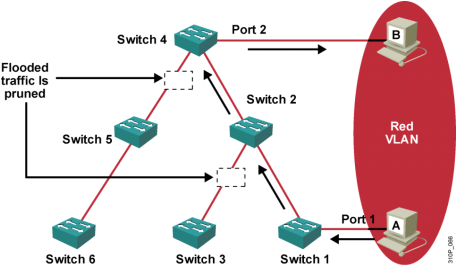 Switch 4
Port 2
B
Flooded
traffic Is
pruned
Switch 2
Switch 5
Red
VLAN
Port 1
A
Switch 6
Switch 3
Switch 1
310P_066